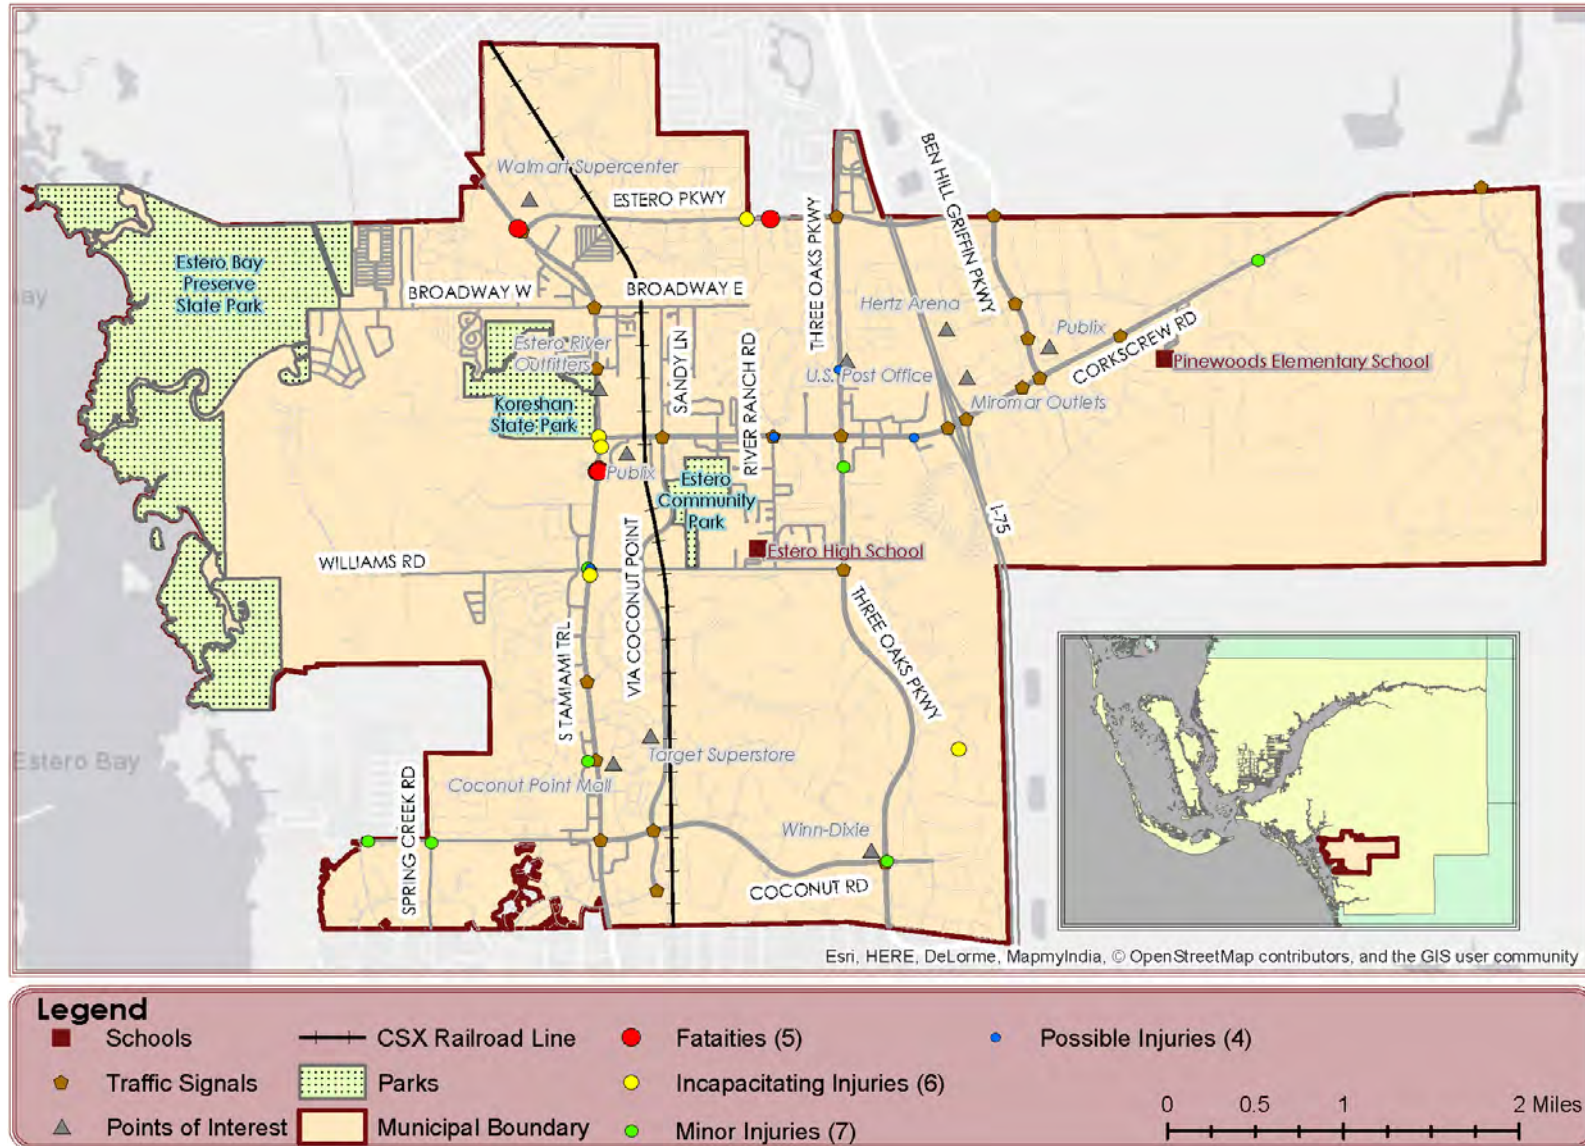 Walmart Supercenter
ESTERO PKWY
THREE OAKS PKWY
BEN HILL GRIFFIN PKWY
Estero Bay
Preserve
State Park
BROADWAY W
BROADWAY E
Hertz Arena
Publix
CORKSCREW RD
Pinewoods Elementary School
Estero River
Outfitters
SANDY LN
RIVER RANCH RD
U.S. Post Office
Miromar Outlets
Koreshan
State Park
Publix
Estero
Community
Park
I-75
WILLIAMS RD
Estero High School
VIA COCONUT POINT
S TAMIAMI TRL
THREE OAKS PKWY
Estero Bay
Target Superstore
Coconut Point Mall
SPRING CREEK RD
Winn-Dixie
COCONUT RD
Esri, HERE, DeLorme, MapmyIndia, © OpenStreetMap contributors, and the GIS user community
Legend
Schools
CSX Railroad Line
Fataities (5)
Possible Injuries (4)
Traffic Signals
Parks
Incapacitating Injuries (6)
Points of Interest
Municipal Boundary
Minor Injuries (7)
0 0.5 1 2 Miles